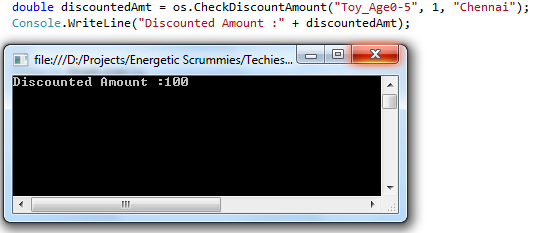 double discountedAmt = os.CheckDiscountAmount("Toy_Age0-5", 1, "Chennai");
Console.WriteLine("Discounted Amount :" + discountedAmt);
file:///D:/Projects/Energetic Scrummies/Techies...
Discounted Amount :100